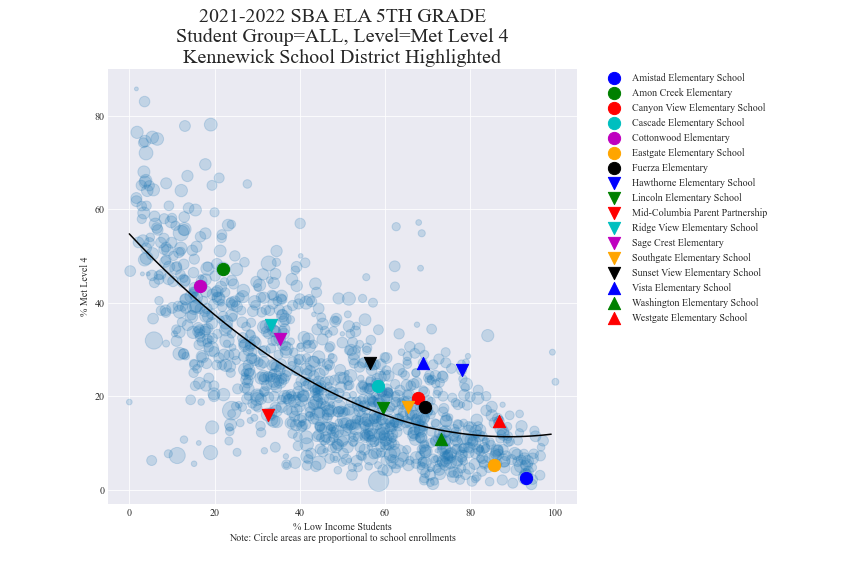 2021-2022 SBA ELA 5TH GRADE
Student Group=ALL, Level=Met Level 4
Kennewick School District Highlighted
% Met Level 4
80
60
40
20
0
0 20 40 60 80 100
% Low Income Students
Note: Circle areas are proportional to school enrollments
Amistad Elementary School
Amon Creek Elementary
Canyon View Elementary School
Cascade Elementary School
Cottonwood Elementary
Eastgate Elementary School
Fuerza Elementary
Hawthorne Elementary School
Lincoln Elementary School
Mid-Columbia Parent Partnership
Ridge View Elementary School
Sage Crest Elementary
Southgate Elementary School
Sunset View Elementary School
Vista Elementary School
Washington Elementary School
Westgate Elementary School